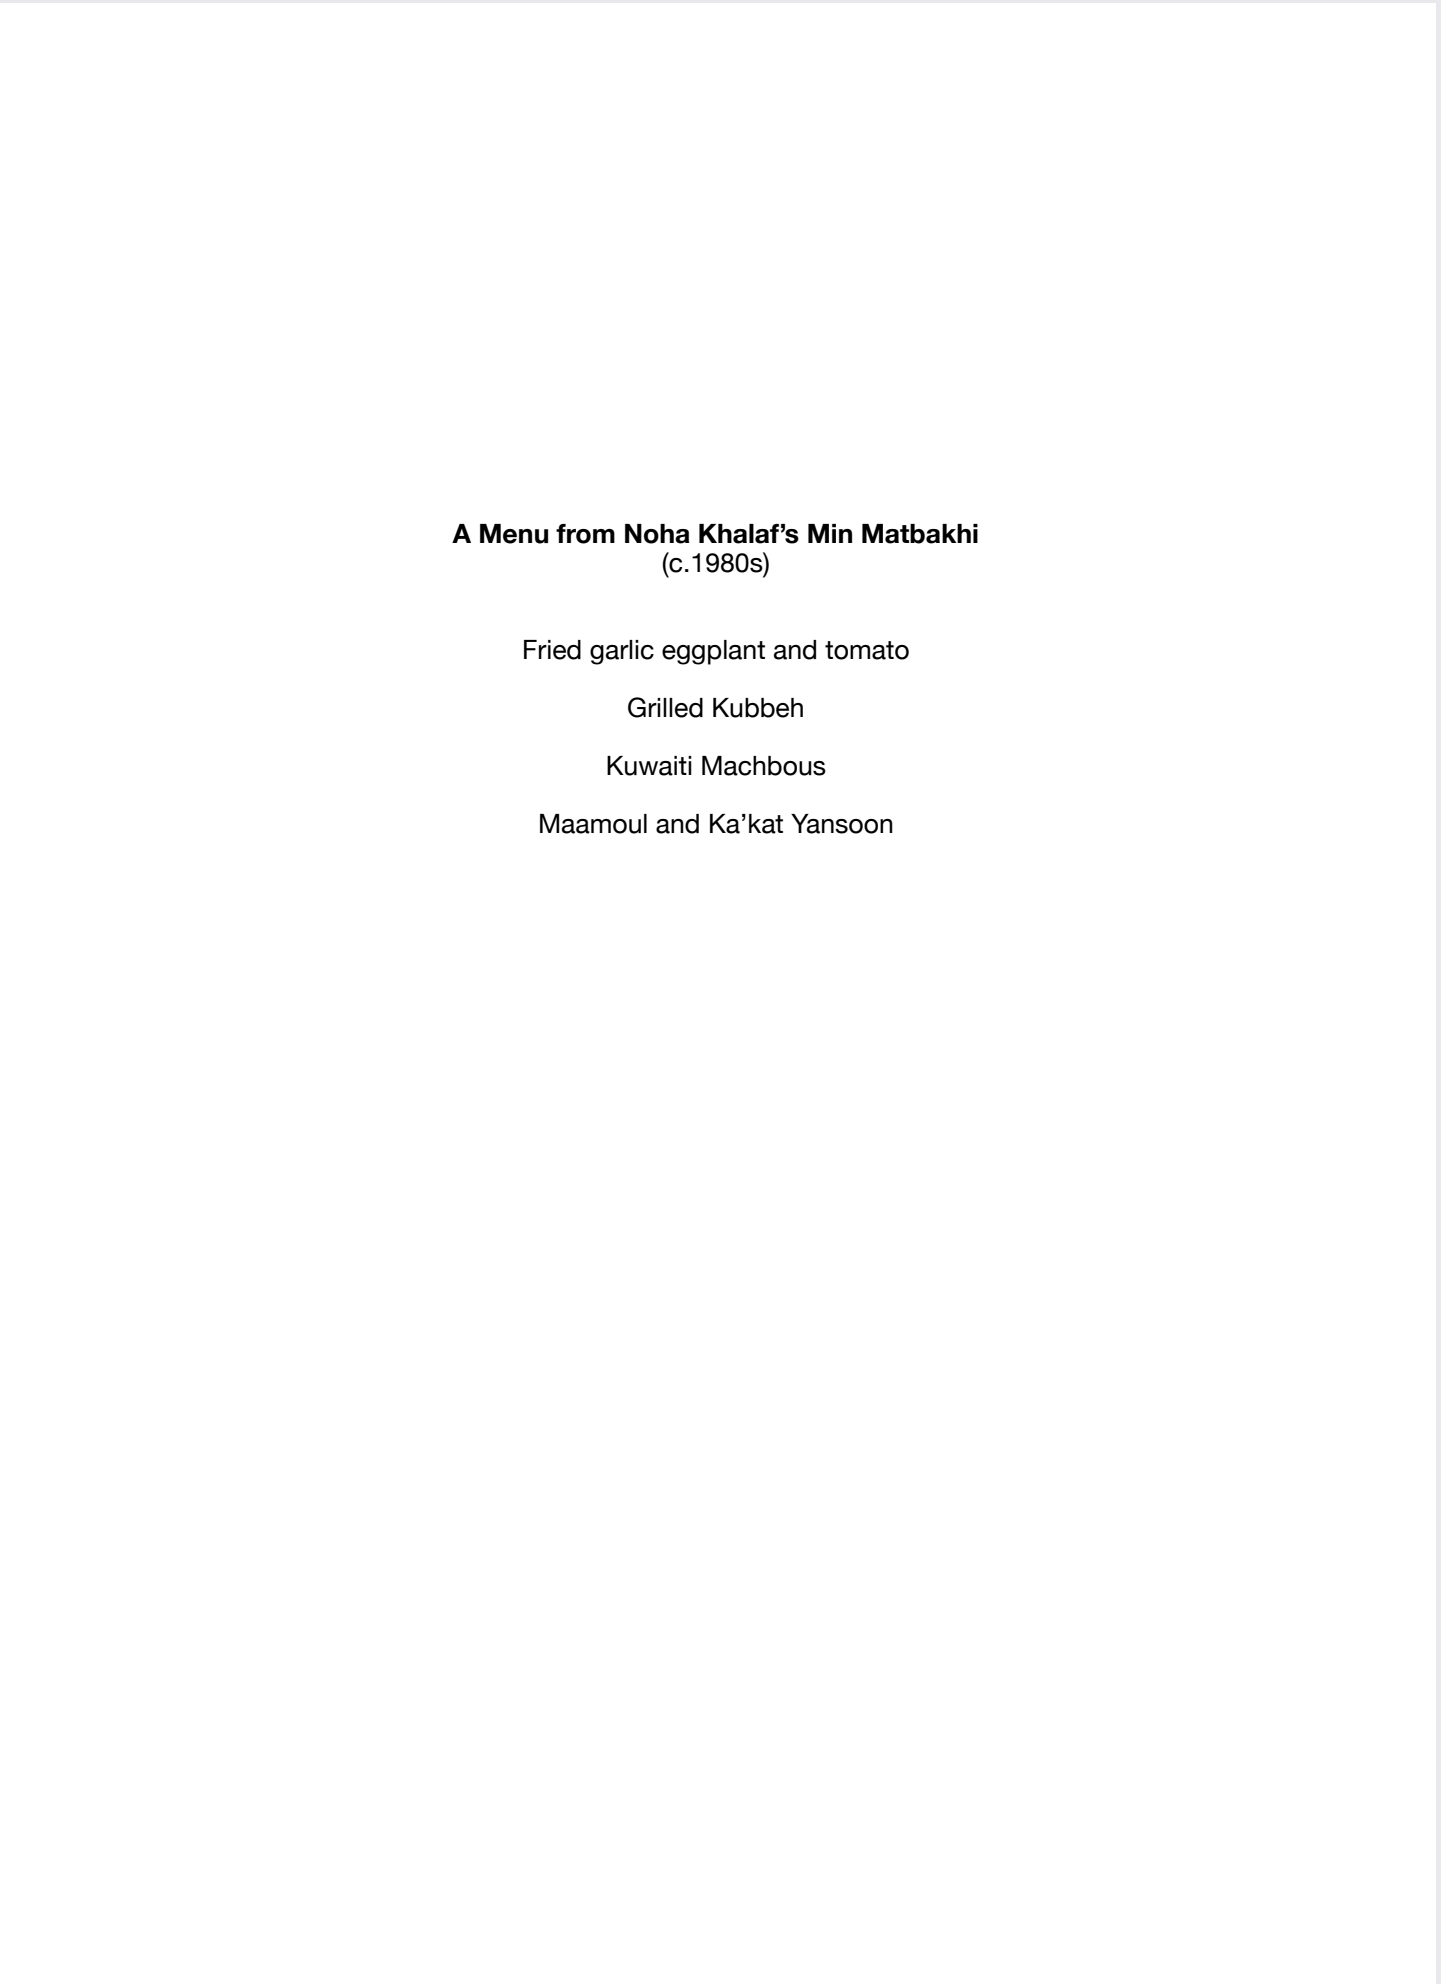 A Menu from Noha Khalaf’s Min Matbakhi
(c.1980s)
Fried garlic eggplant and tomato
Grilled Kubbeh
Kuwaiti Machbous
Maamoul and Ka’kat Yansoon